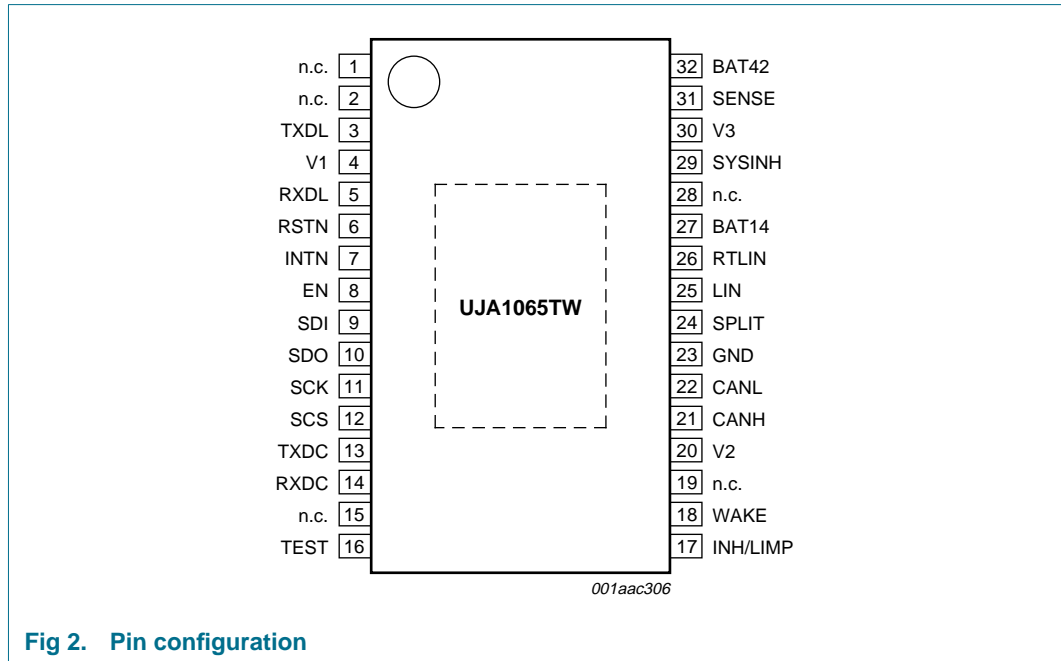 n.c. 1 32 BAT42
n.c. 2 31 SENSE
TXDL 3 30 V3
V1 4 29 SYSINH
RXDL 5 28 n.c.
RSTN 6 27 BAT14
INTN 7 26 RTLIN
EN 8 25 LIN
UJA1065TW
SDI 9 24 SPLIT
SDO 10 23 GND
SCK 11 22 CANL
SCS 12 21 CANH
TXDC 13 20 V2
RXDC 14 19 n.c.
n.c. 15 18 WAKE
TEST 16 17 INH/LIMP
001aac306
Fig 2. Pin configuration